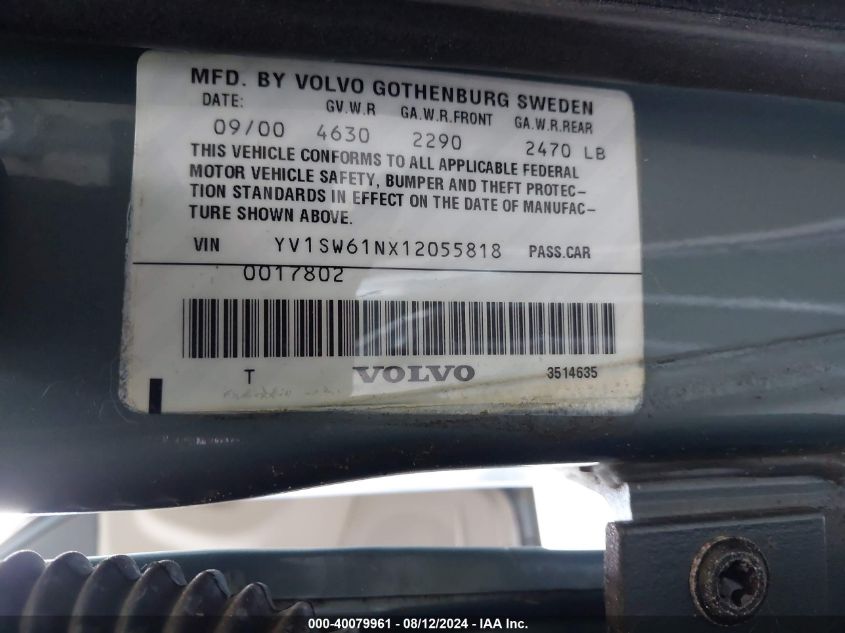 MFD. BY VOLVO GOTHENBURG SWEDEN
DATE: GV.W.R GA.W.R.FRONT GA.W.R.REAR
09/00 4630 2290 2470 LB
THIS VEHICLE CONFORMS TO ALL APPLICABLE FEDERAL
MOTOR VEHICLE SAFETY, BUMPER AND THEFT PROTEC-
TION STANDARDS IN EFFECT ON THE DATE OF MANUFAC-
TURE SHOWN ABOVE.
VIN YV1SW61NX12055818 PASS.CAR
0017802
T VOLVO 3514635
000-40079961 - 08/12/2024 - IAA Inc.